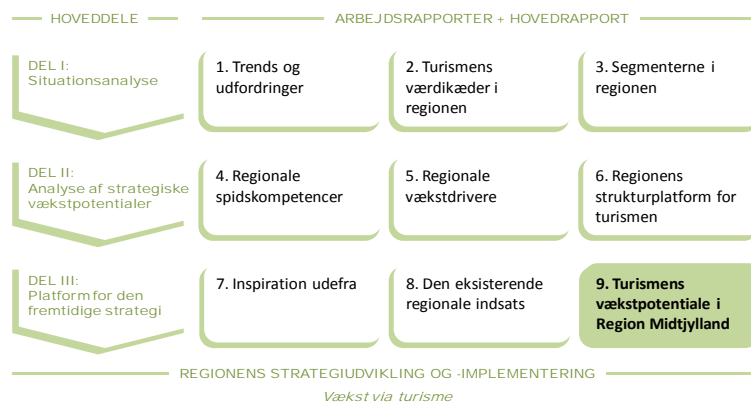 HOVEDDELE
ARBEJDSRAPPORTER + HOVEDRAPPORT
DEL I:
Situationsanalyse
1. Trends og
udfordringer
2. Turismens
værdikæder i
regionen
3. Segmenterne i
regionen
DEL II:
Analyse af strategiske
vækstpotentialer
4. Regionale
spidskompetencer
5. Regionale
vækstdrivere
6. Regionens
strukturplatform for
turismen
DEL III:
Platform for den
fremtidige strategi
7. Inspiration udefra
8. Den eksisterende
regionale indsats
9. Turismens
vækstpotentiale i
Region Midtjylland
REGIONENS STRATEGIUDVIKLING OG -IMPLEMENTERING
Vækst via turisme